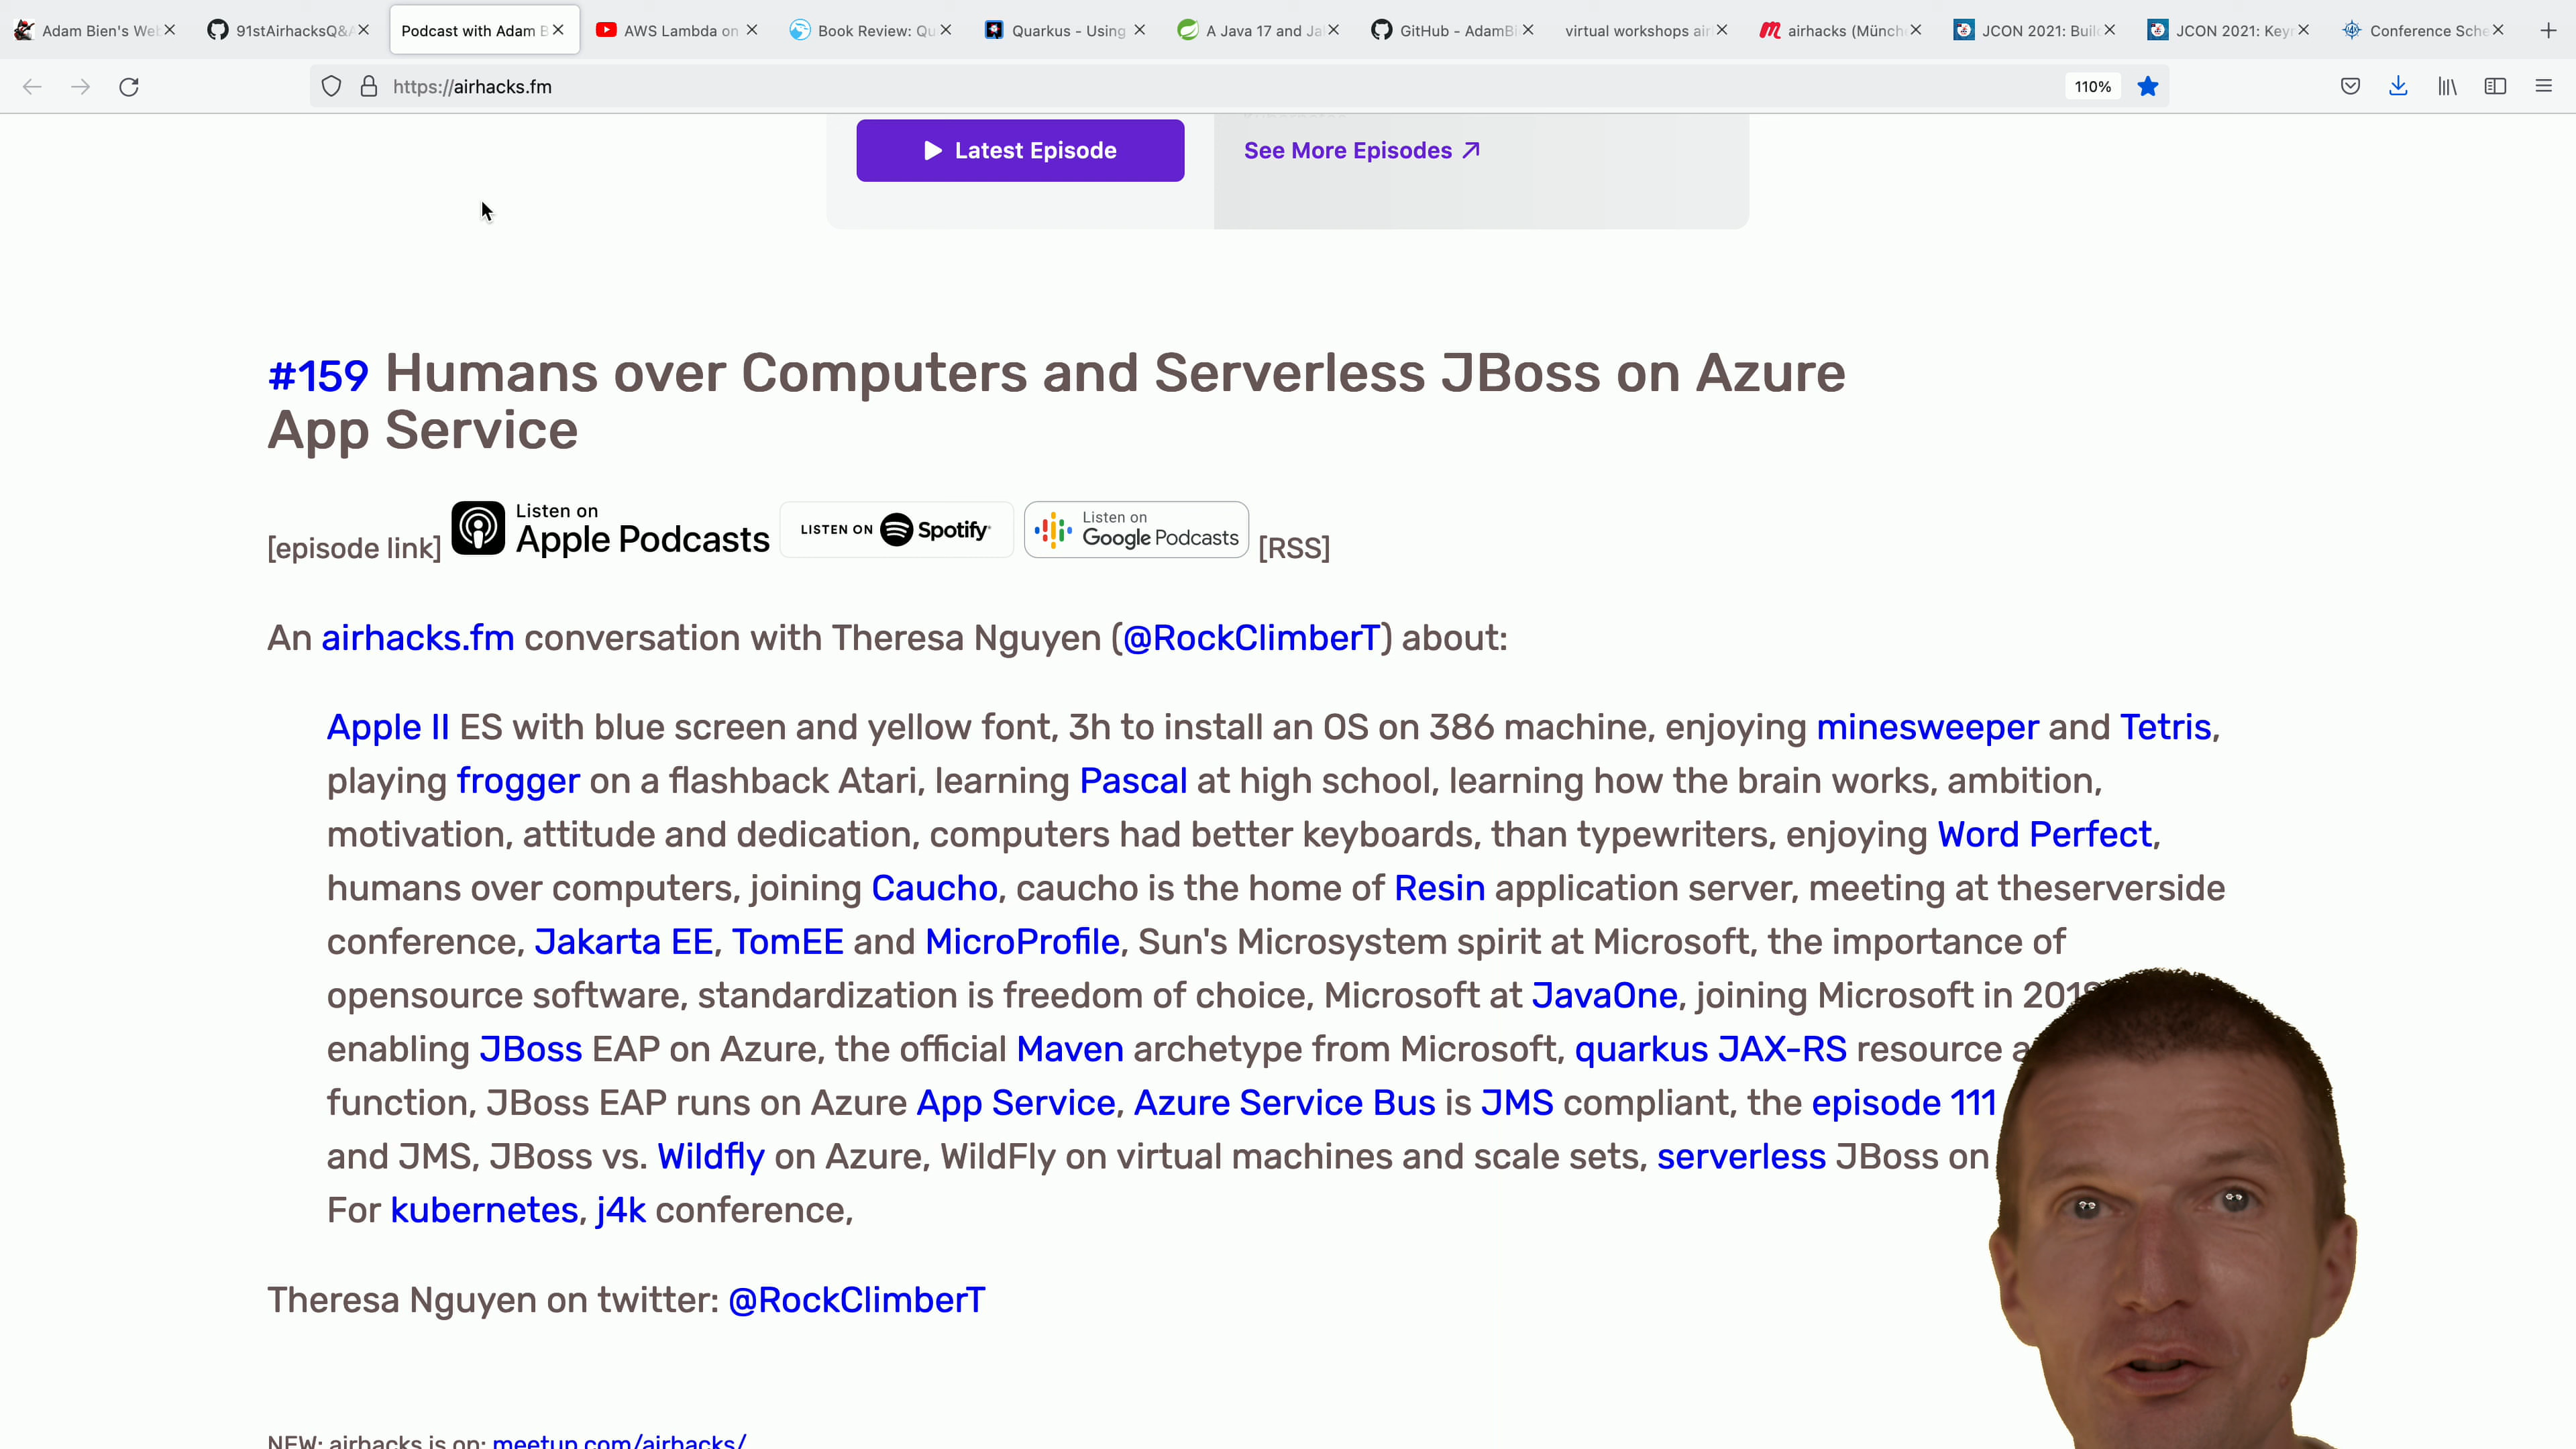 Adam Bien's Web
91stAirhacksQ&A
Podcast with Adam B
AWS Lambda on
Book Review: Qu
Quarkus - Using
A Java 17 and Ja
GitHub - AdamBi
virtual workshops air
airhacks (Münch
JCON 2021: Build
JCON 2021: Keyn
Conference Sche
https://airhacks.fm
110%
Latest Episode
See More Episodes
#159 Humans over Computers and Serverless JBoss on Azure
App Service
[episode link] Listen on Apple Podcasts LISTEN ON Spotify Listen on Google Podcasts [RSS]
An airhacks.fm conversation with Theresa Nguyen (@RockClimberT) about:
Apple II ES with blue screen and yellow font, 3h to install an OS on 386 machine, enjoying minesweeper and Tetris,
playing frogger on a flashback Atari, learning Pascal at high school, learning how the brain works, ambition,
motivation, attitude and dedication, computers had better keyboards, than typewriters, enjoying Word Perfect,
humans over computers, joining Caucho, caucho is the home of Resin application server, meeting at theserverside
conference, Jakarta EE, TomEE and MicroProfile, Sun's Microsystem spirit at Microsoft, the importance of
opensource software, standardization is freedom of choice, Microsoft at JavaOne, joining Microsoft in
enabling JBoss EAP on Azure, the official Maven archetype from Microsoft, quarkus JAX-RS resource
function, JBoss EAP runs on Azure App Service, Azure Service Bus is JMS compliant, the episode 111
and JMS, JBoss vs. Wildfly on Azure, WildFly on virtual machines and scale sets, serverless JBoss on
For kubernetes, j4k conference,
Theresa Nguyen on twitter: @RockClimberT
NEW: airhacks is on: meetup.com/airhacks/